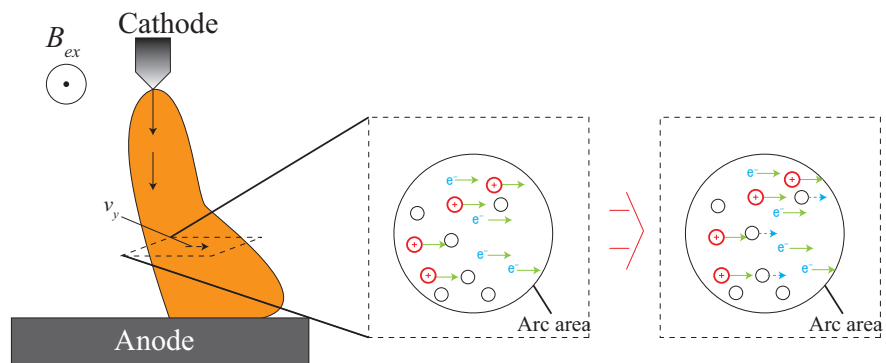 Cathode
B_ex
v_y
Anode
e⁻
+
+
e⁻
+
e⁻
+
e⁻
Arc area
e⁻
+
+
e⁻
+
e⁻
+
e⁻
Arc area